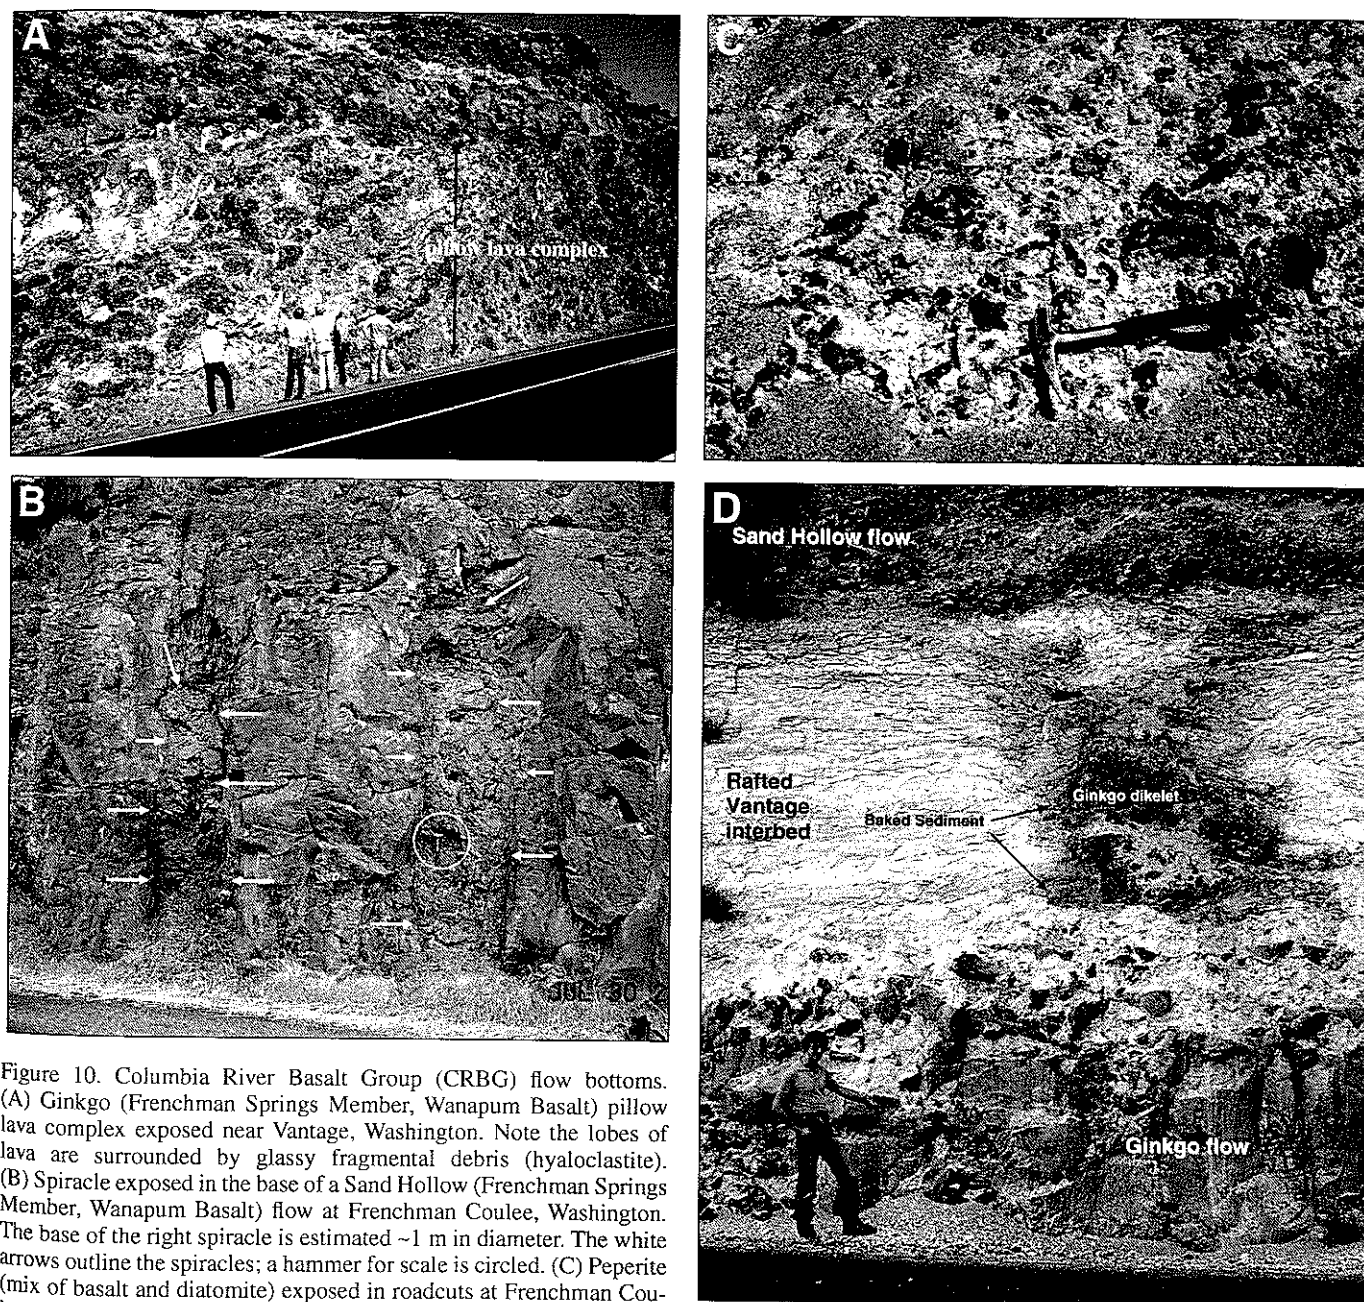 A
pillow lava complex
B
JUL 30
C
D
Sand Hollow flow
Rafted
Vantage
interbed
Ginkgo dikelet
Baked Sediment
Ginkgo flow
Figure 10. Columbia River Basalt Group (CRBG) flow bottoms.
(A) Ginkgo (Frenchman Springs Member, Wanapum Basalt) pillow
lava complex exposed near Vantage, Washington. Note the lobes of
lava are surrounded by glassy fragmental debris (hyaloclastite).
(B) Spiracle exposed in the base of a Sand Hollow (Frenchman Springs
Member, Wanapum Basalt) flow at Frenchman Coulee, Washington.
The base of the right spiracle is estimated ~1 m in diameter. The white
arrows outline the spiracles; a hammer for scale is circled. (C) Peperite
(mix of basalt and diatomite) exposed in roadcuts at Frenchman Cou-